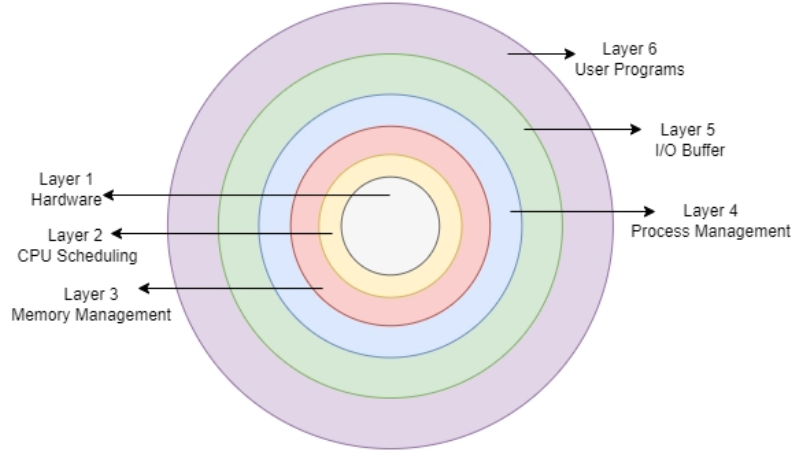 Layer 6
User Programs
Layer 5
I/O Buffer
Layer 1
Hardware
Layer 4
Process Management
Layer 2
CPU Scheduling
Layer 3
Memory Management